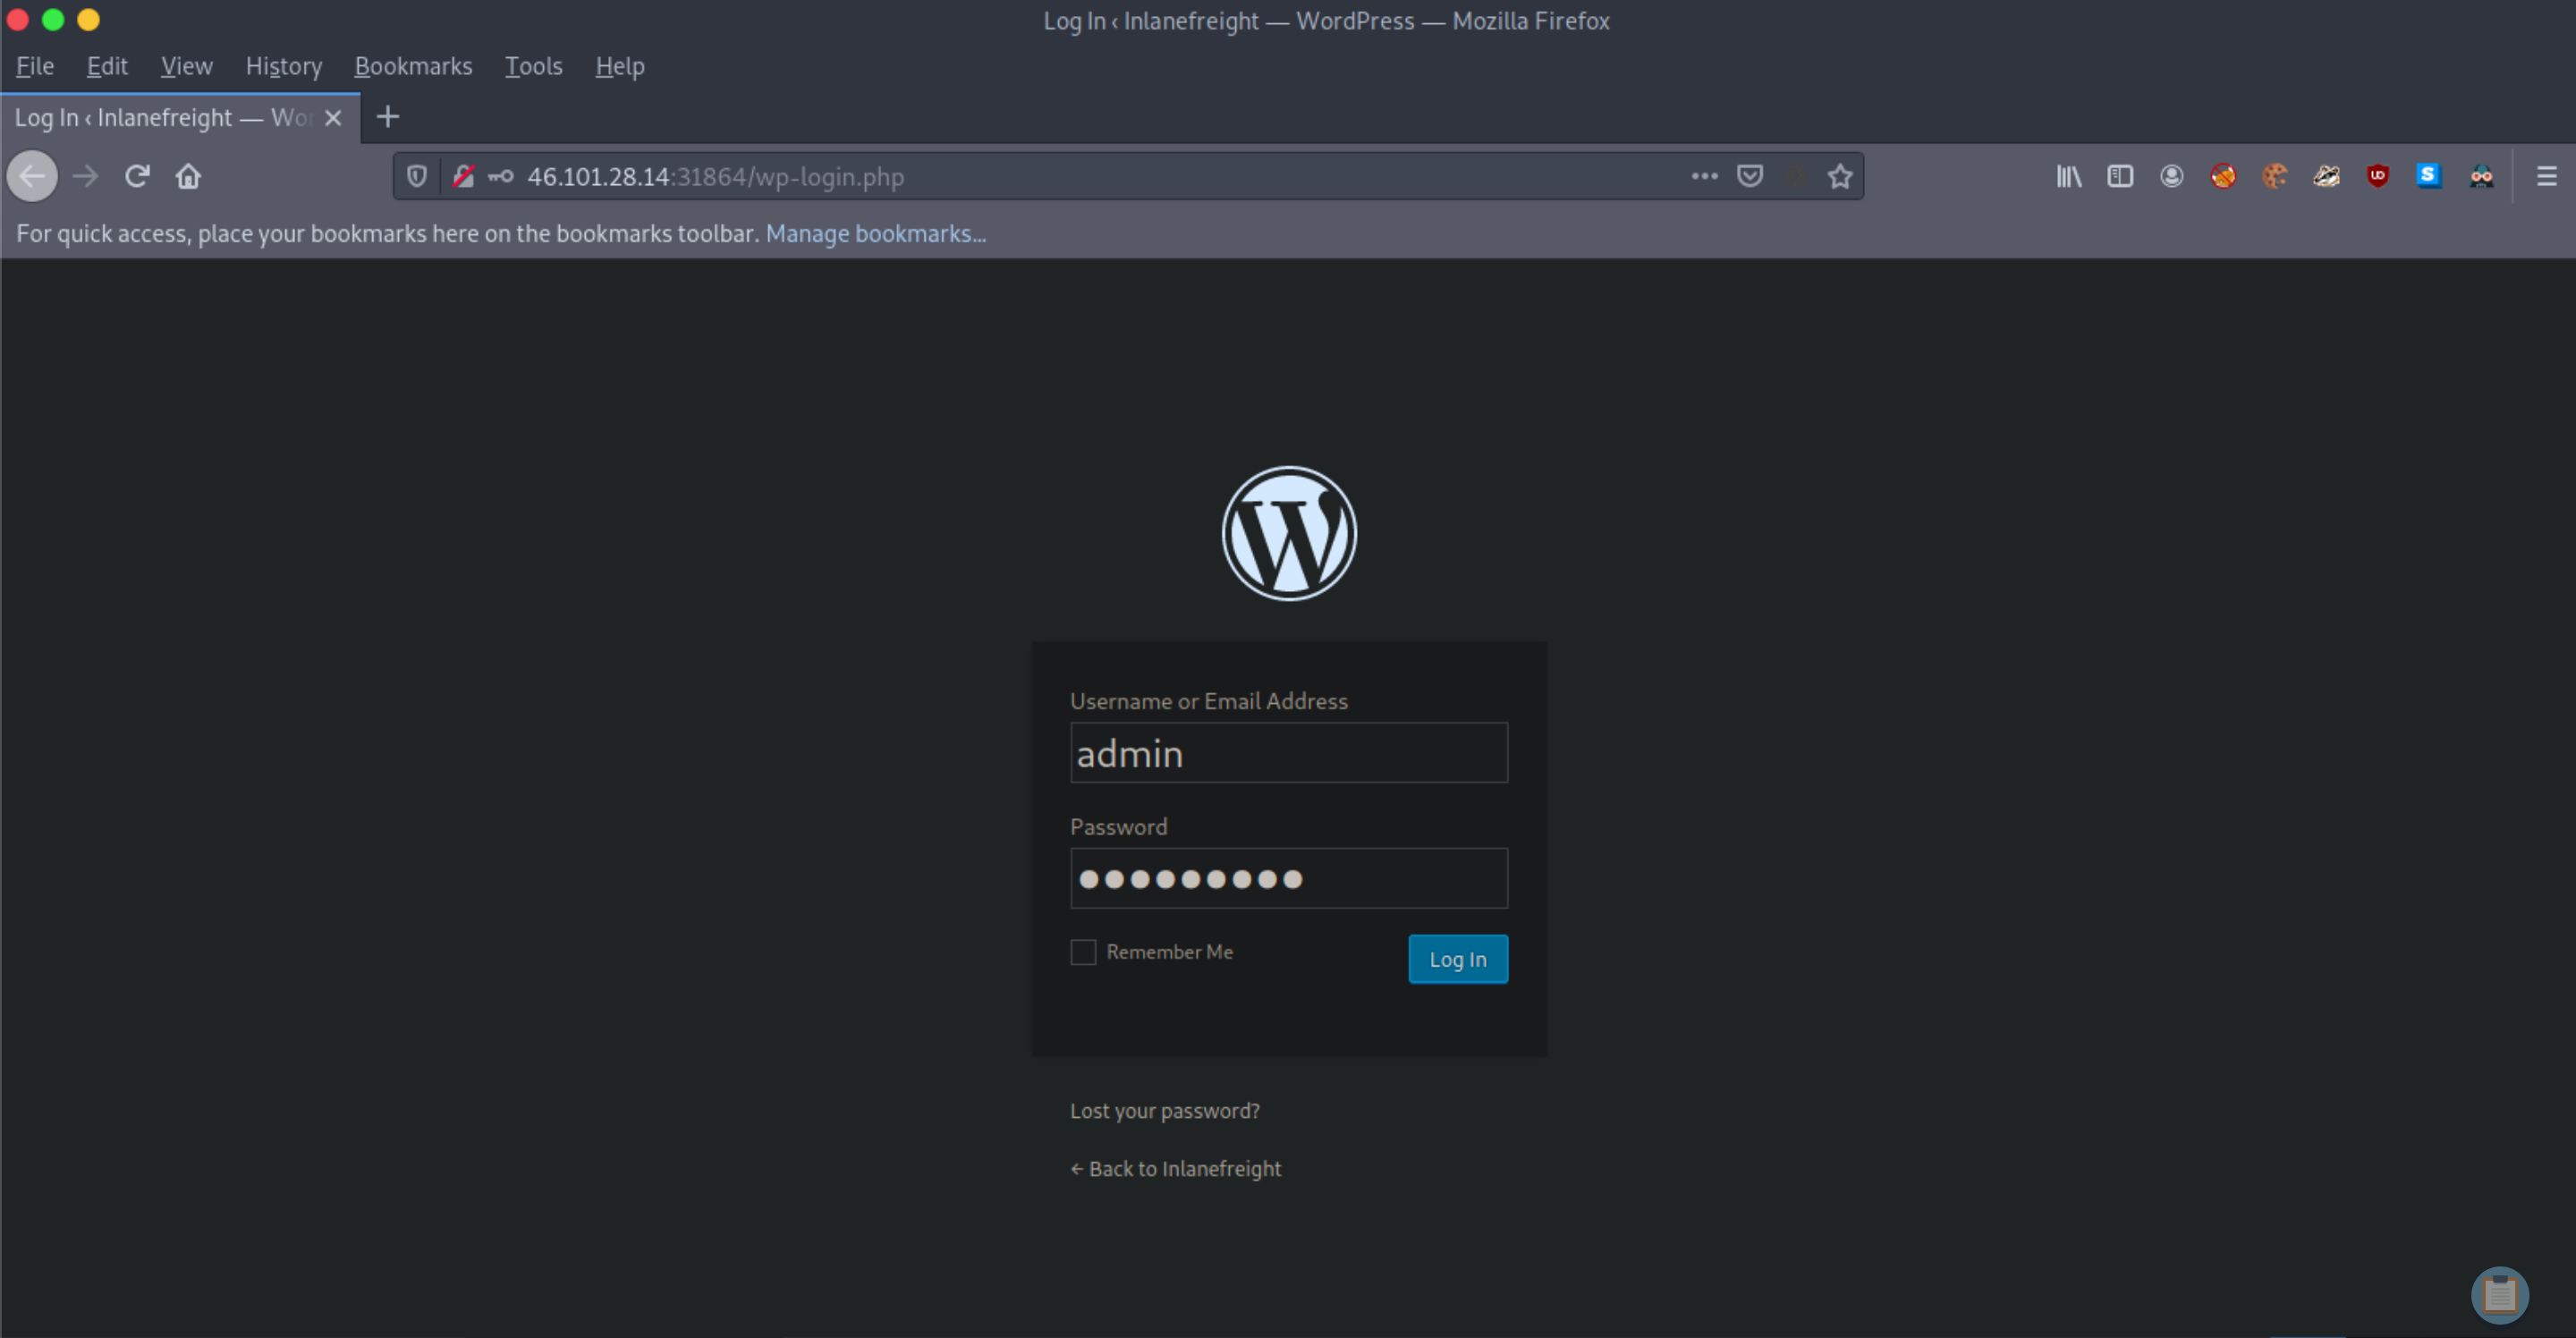 Log In ‹ Inlanefreight — WordPress — Mozilla Firefox
File Edit View History Bookmarks Tools Help
Log In ‹ Inlanefreight — Wor
46.101.28.14:31864/wp-login.php
For quick access, place your bookmarks here on the bookmarks toolbar. Manage bookmarks...
Username or Email Address
admin
Password
●●●●●●●●●
Remember Me
Log In
Lost your password?
← Back to Inlanefreight